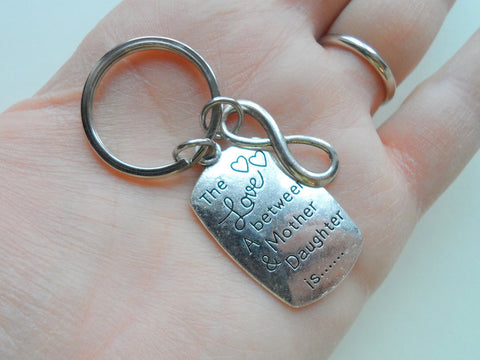 The
Love
A between
& Mother
Daughter
is.......